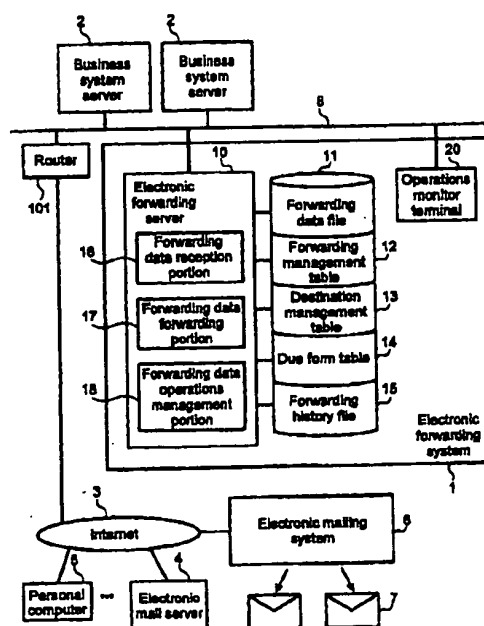 2
2
Business
system
server
Business
system
server
8
Router
101
10
11
20
Operations
monitor
terminal
Electronic
forwarding
server
Forwarding
data file
16
Forwarding
data reception
portion
Forwarding
management
table
12
Destination
management
table
13
17
Forwarding data
forwarding
portion
Due form table
14
18
Forwarding data
operations
management
portion
Forwarding
history file
15
Electronic
forwarding
system
1
3
Internet
Electronic mailing
system
6
5
4
Personal
computer
Electronic
mail server
7